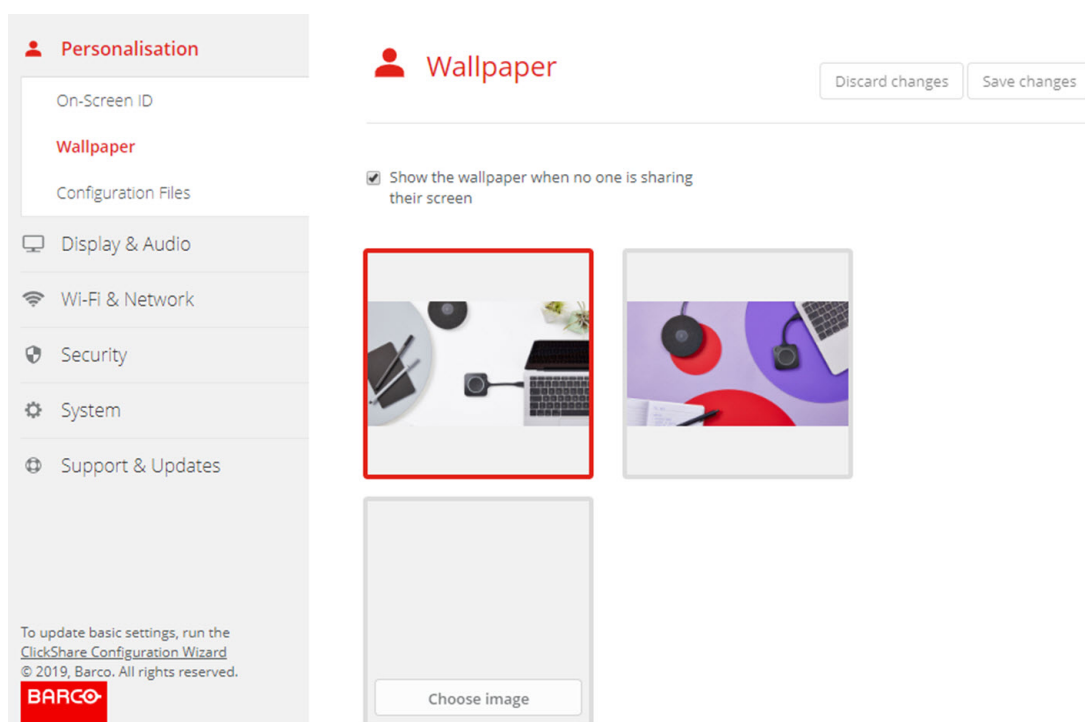 Personalisation
On-Screen ID
Wallpaper
Configuration Files
Display & Audio
Wi-Fi & Network
Security
System
Support & Updates
To update basic settings, run the
ClickShare Configuration Wizard
© 2019, Barco. All rights reserved.
BARCO
Wallpaper
Discard changes
Save changes
Show the wallpaper when no one is sharing
their screen
Choose image